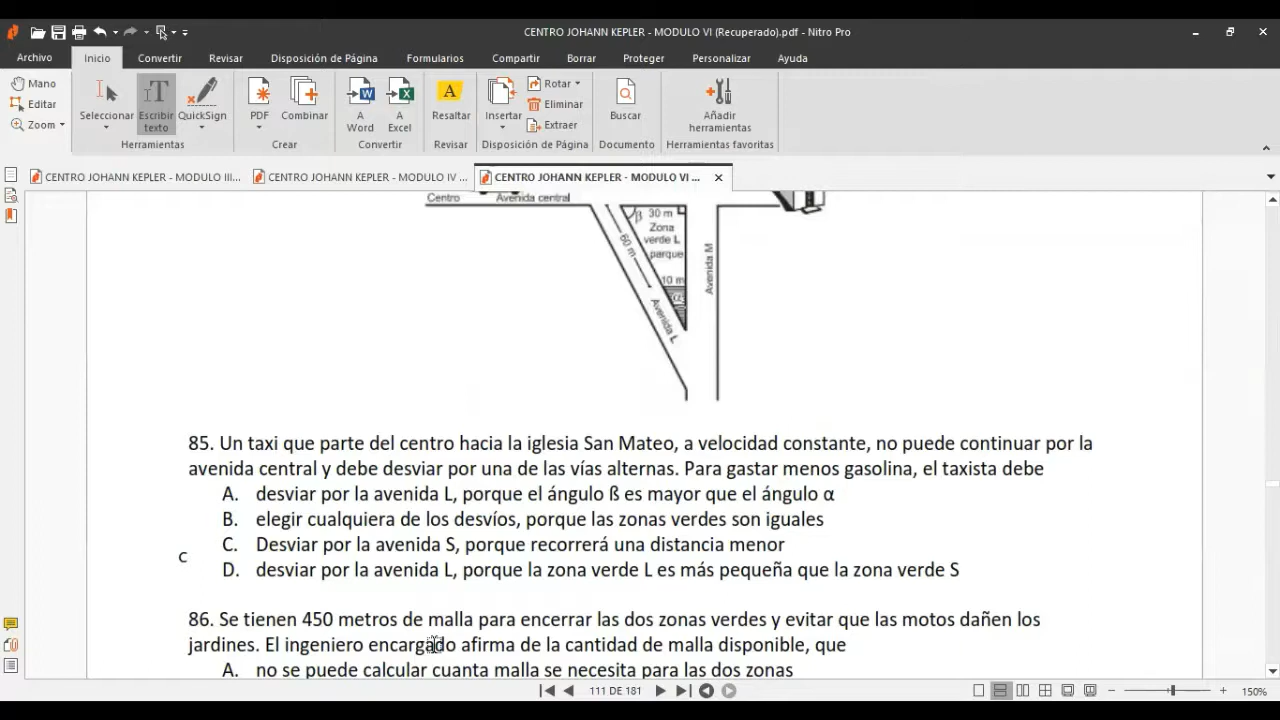 CENTRO JOHANN KEPLER - MODULO VI (Recuperado).pdf - Nitro Pro
Archivo Inicio Convertir Revisar Disposición de Página Formularios Compartir Borrar Proteger Personalizar Ayuda
Mano
Editar
Zoom
Seleccionar
Escribir texto
QuickSign
Herramientas
PDF
Combinar
Crear
A Word
A Excel
Convertir
Resaltar
Revisar
Insertar
Rotar
Eliminar
Extraer
Disposición de Página
Buscar
Documento
Añadir herramientas
Herramientas favoritas
CENTRO JOHANN KEPLER - MODULO III...
CENTRO JOHANN KEPLER - MODULO IV ...
CENTRO JOHANN KEPLER - MODULO VI ...
Centro Avenida central
β 30 m
Zona
verde L
parque
60 m
10 m
α
Avenida L
Avenida M
85. Un taxi que parte del centro hacia la iglesia San Mateo, a velocidad constante, no puede continuar por la
avenida central y debe desviar por una de las vías alternas. Para gastar menos gasolina, el taxista debe
A. desviar por la avenida L, porque el ángulo ß es mayor que el ángulo α
B. elegir cualquiera de los desvíos, porque las zonas verdes son iguales
C. Desviar por la avenida S, porque recorrerá una distancia menor
C
D. desviar por la avenida L, porque la zona verde L es más pequeña que la zona verde S
86. Se tienen 450 metros de malla para encerrar las dos zonas verdes y evitar que las motos dañen los
jardines. El ingeniero encargado afirma de la cantidad de malla disponible, que
A. no se puede calcular cuanta malla se necesita para las dos zonas
111 DE 181
150%